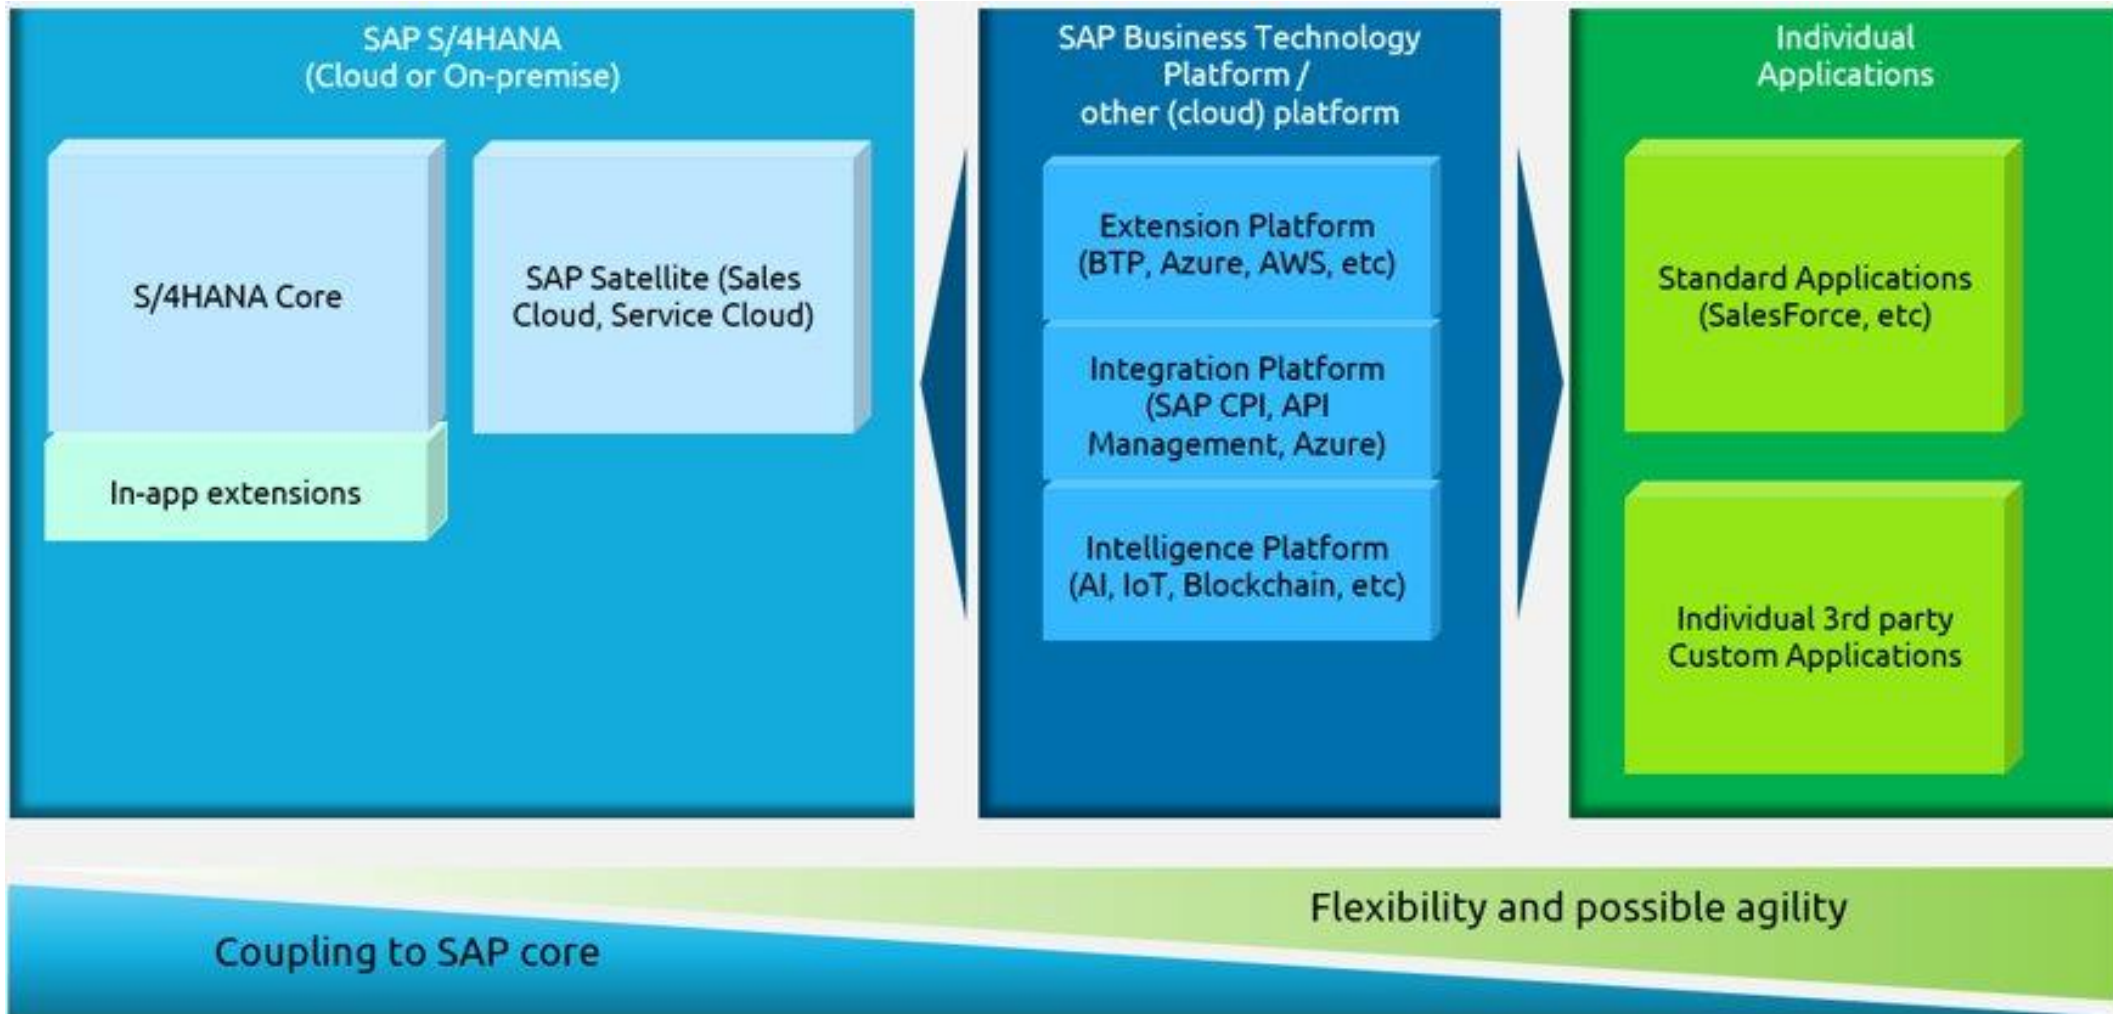 SAP S/4HANA
(Cloud or On-premise)
S/4HANA Core
In-app extensions
SAP Satellite (Sales
Cloud, Service Cloud)
SAP Business Technology
Platform /
other (cloud) platform
Extension Platform
(BTP, Azure, AWS, etc)
Integration Platform
(SAP CPI, API
Management, Azure)
Intelligence Platform
(AI, IoT, Blockchain, etc)
Individual
Applications
Standard Applications
(SalesForce, etc)
Individual 3rd party
Custom Applications
Flexibility and possible agility
Coupling to SAP core